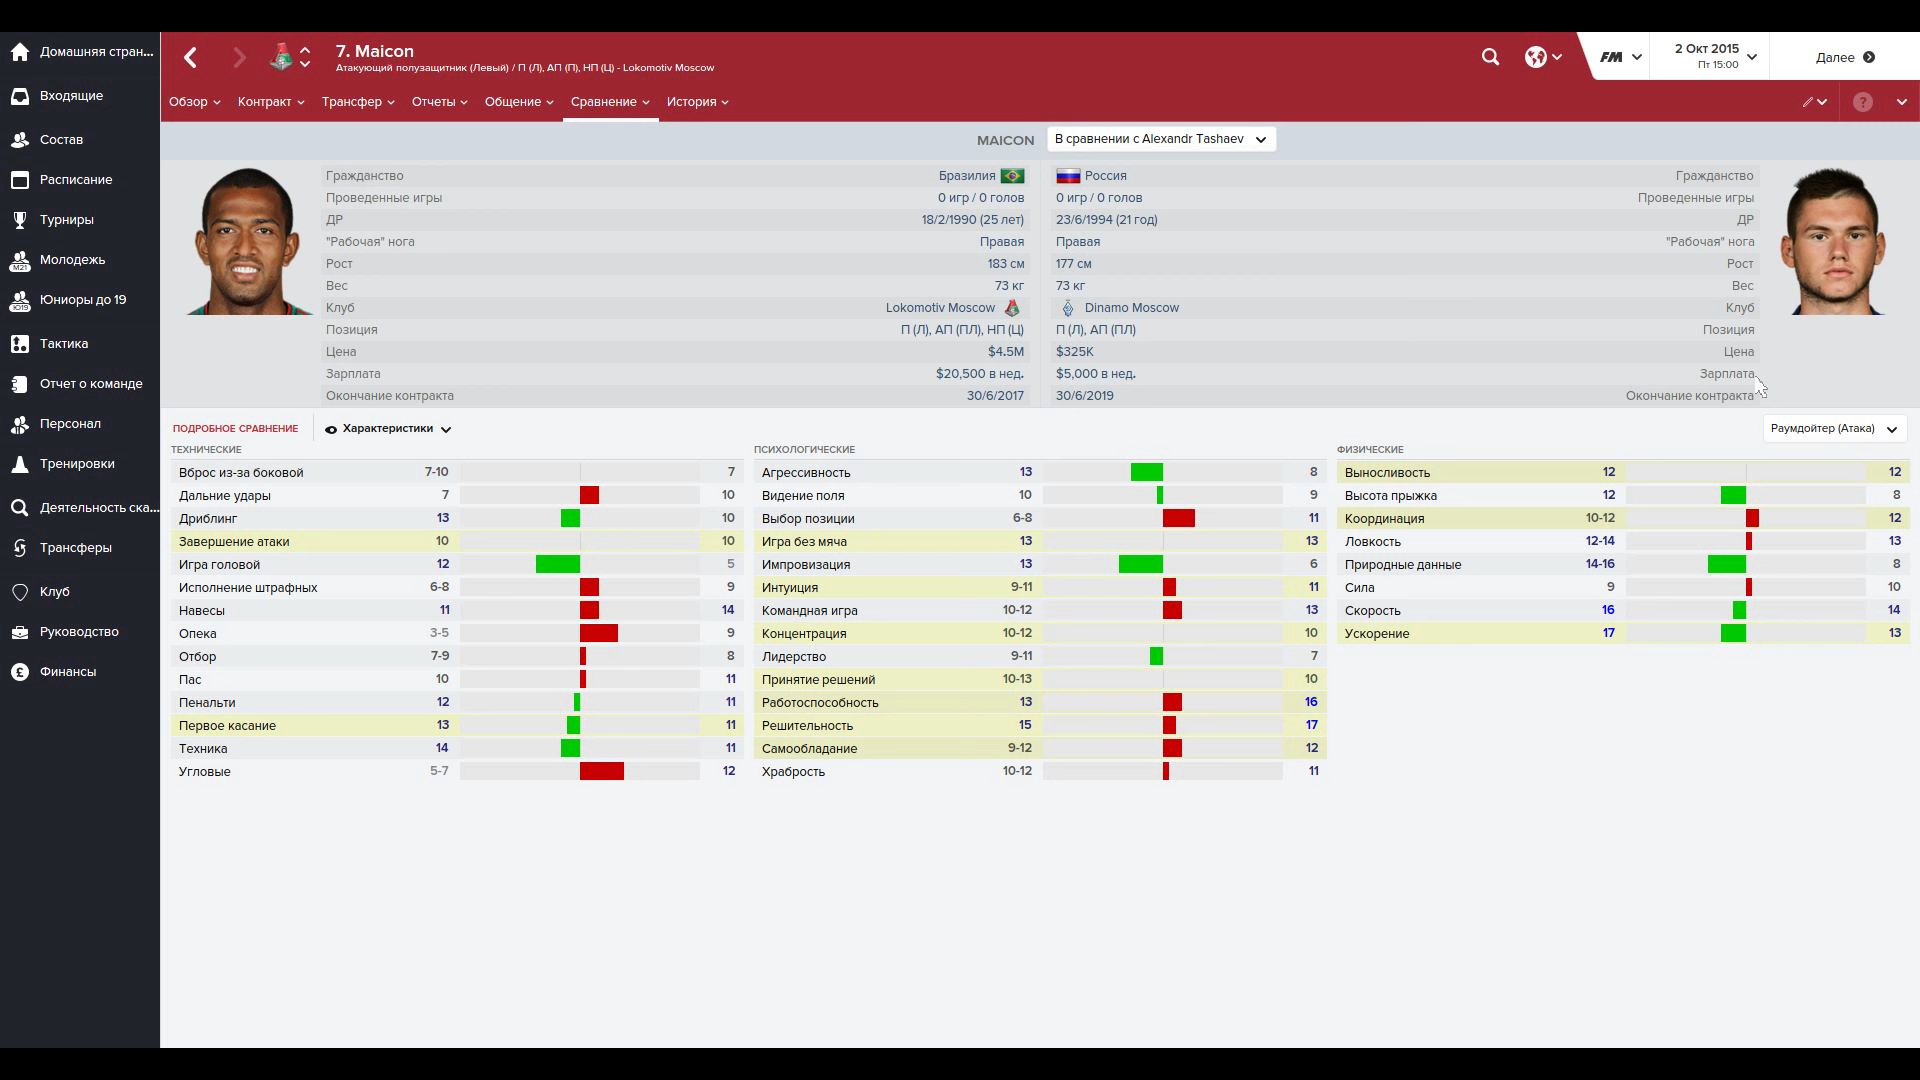 Домашняя стран...
Входящие
Состав
Расписание
Турниры
M21
Молодежь
Ю19
Юниоры до 19
Тактика
Отчет о команде
Персонал
Тренировки
Деятельность ска...
Трансферы
Клуб
Руководство
Финансы
7. Maicon
Атакующий полузащитник (Левый) / П (Л), АП (П), НП (Ц) - Lokomotiv Moscow
FM
2 Окт 2015
Пт 15:00
Далее
Обзор Контракт Трансфер Отчеты Общение Сравнение История
?
MAICON В сравнении с Alexandr Tashaev
Гражданство Бразилия Россия Гражданство
Проведенные игры 0 игр / 0 голов 0 игр / 0 голов Проведенные игры
ДР 18/2/1990 (25 лет) 23/6/1994 (21 год) ДР
"Рабочая" нога Правая Правая "Рабочая" нога
Рост 183 см 177 см Рост
Вес 73 кг 73 кг Вес
Клуб Lokomotiv Moscow Dinamo Moscow Клуб
Позиция П (Л), АП (ПЛ), НП (Ц) П (Л), АП (ПЛ) Позиция
Цена $4.5M $325K Цена
Зарплата $20,500 в нед. $5,000 в нед. Зарплата
Окончание контракта 30/6/2017 30/6/2019 Окончание контракта
ПОДРОБНОЕ СРАВНЕНИЕ Характеристики Раумдойтер (Атака)
ТЕХНИЧЕСКИЕ
Вброс из-за боковой 7-10 7
Дальние удары 7 10
Дриблинг 13 10
Завершение атаки 10 10
Игра головой 12 5
Исполнение штрафных 6-8 9
Навесы 11 14
Опека 3-5 9
Отбор 7-9 8
Пас 10 11
Пенальти 12 11
Первое касание 13 11
Техника 14 11
Угловые 5-7 12
ПСИХОЛОГИЧЕСКИЕ
Агрессивность 13 8
Видение поля 10 9
Выбор позиции 6-8 11
Игра без мяча 13 13
Импровизация 13 6
Интуиция 9-11 11
Командная игра 10-12 13
Концентрация 10-12 10
Лидерство 9-11 7
Принятие решений 10-13 10
Работоспособность 13 16
Решительность 15 17
Самообладание 9-12 12
Храбрость 10-12 11
ФИЗИЧЕСКИЕ
Выносливость 12 12
Высота прыжка 12 8
Координация 10-12 12
Ловкость 12-14 13
Природные данные 14-16 8
Сила 9 10
Скорость 16 14
Ускорение 17 13